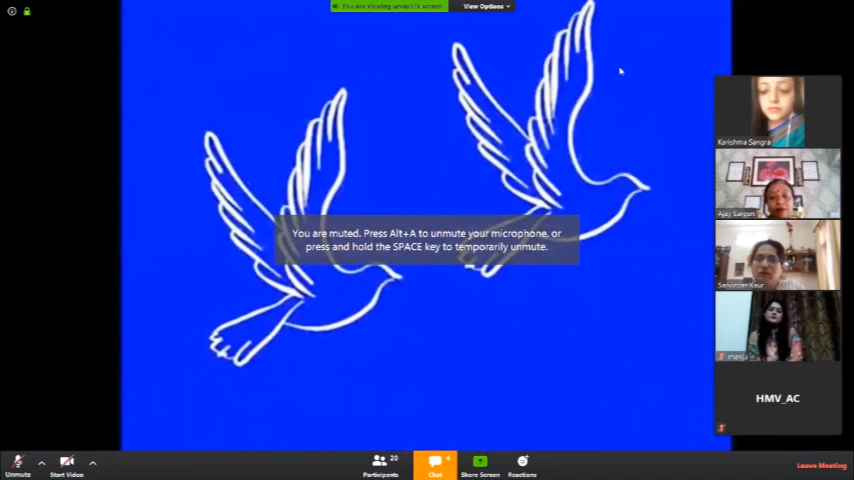 You are viewing
screen
View Options
You are muted. Press Alt+A to unmute your microphone, or
press and hold the SPACE key to temporarily unmute.
Karishma Sangra
Ajay Sareen
Sarvinder Kaur
manju
HMV_AC
Unmute
Start Video
20
Participants
Chat
Share Screen
Reactions
Leave Meeting